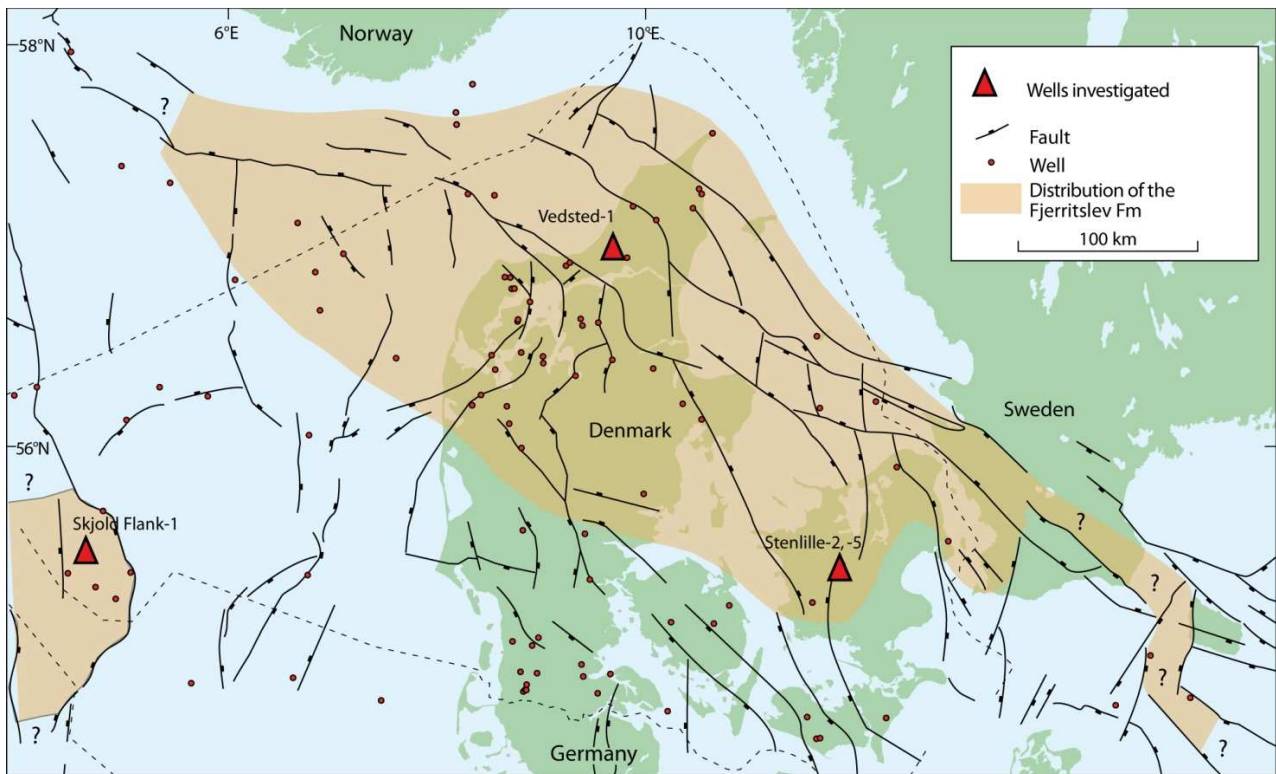 6°E
10°E
58°N
Norway
Wells investigated
?
Fault
Well
Distribution of the
Fjerritslev Fm
100 km
Vedsted-1
Sweden
Denmark
56°N
?
Skjold Flank-1
?
Stenlille-2, -5
?
?
?
?
Germany